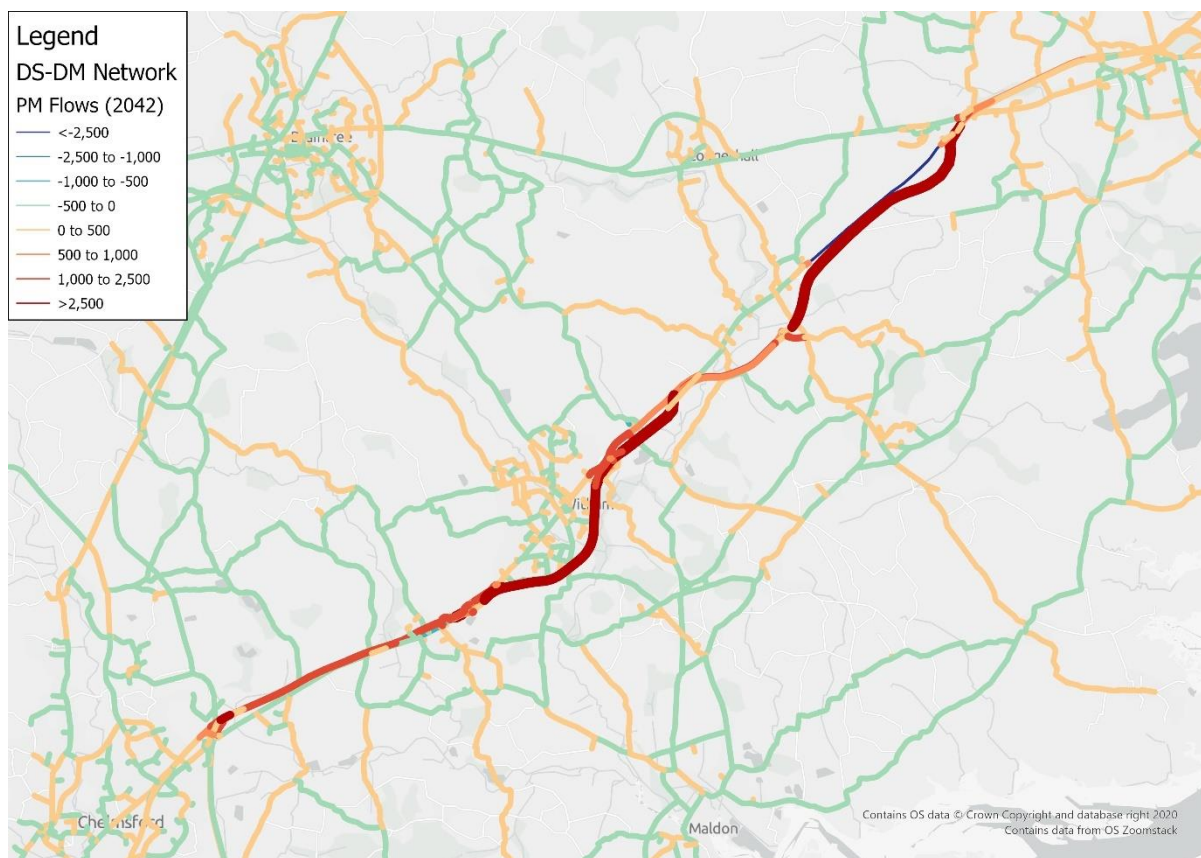 Legend
DS-DM Network
PM Flows (2042)
<-2,500
-2,500 to -1,000
-1,000 to -500
-500 to 0
0 to 500
500 to 1,000
1,000 to 2,500
>2,500
Braintree
Witham
Chelmsford
Maldon
Contains OS data © Crown Copyright and database right 2020
Contains data from OS Zoomstack